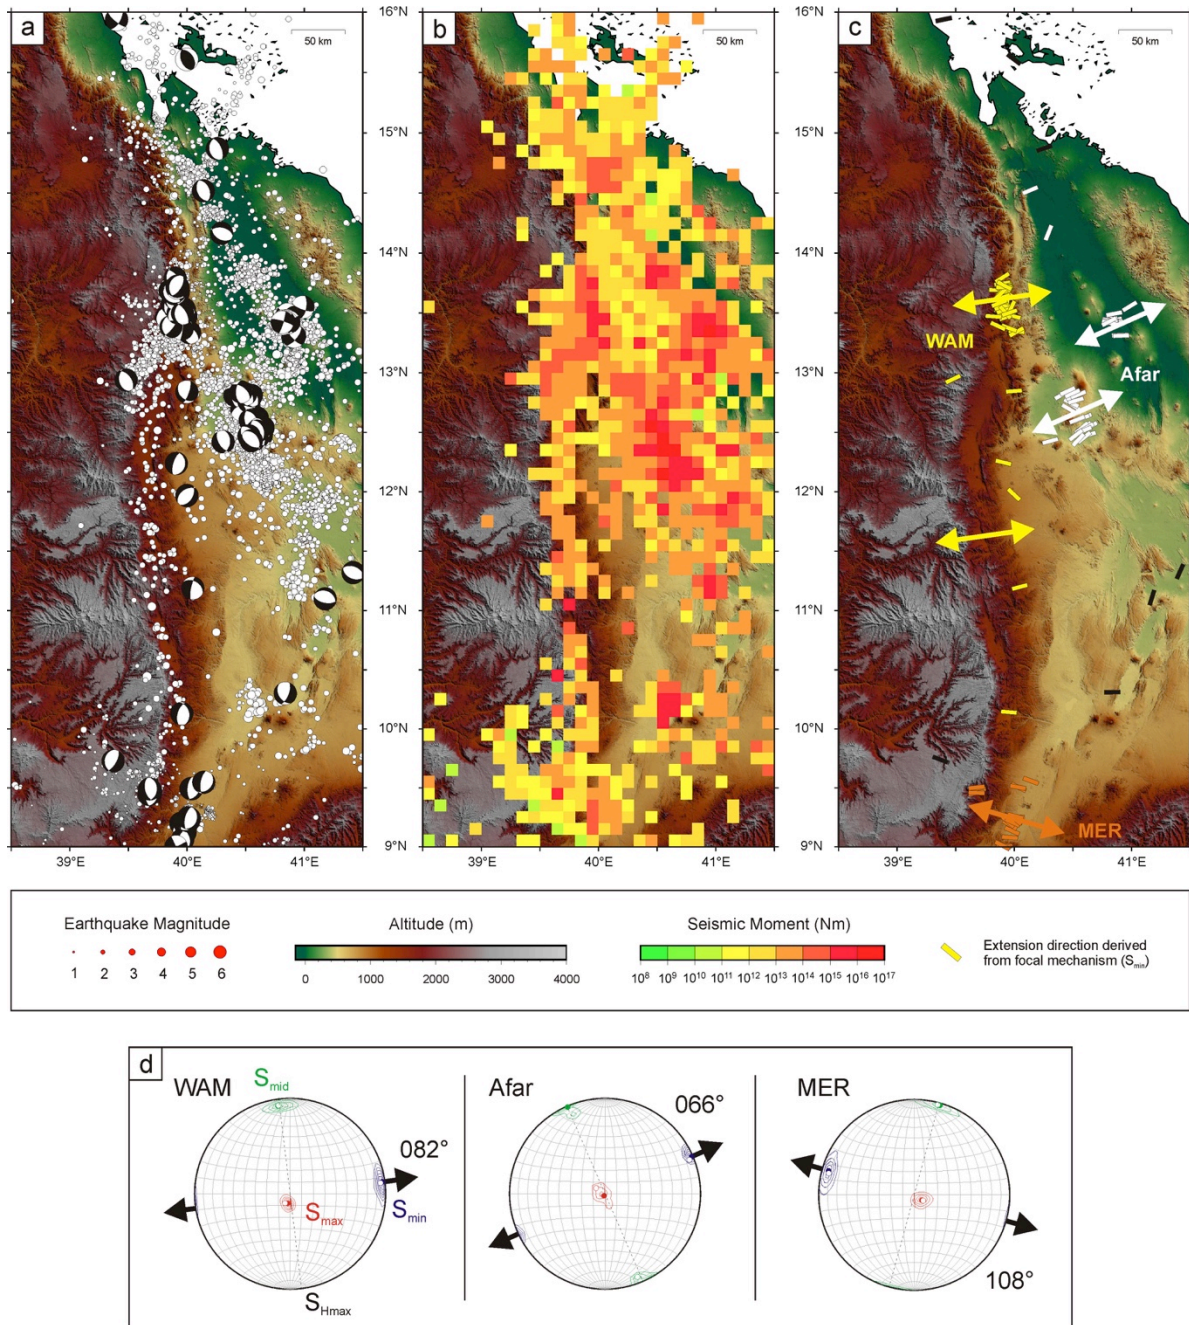 a
50 km
b
50 km
c
50 km
16°N
15°N
14°N
13°N
12°N
11°N
10°N
9°N
16°N
15°N
14°N
13°N
12°N
11°N
10°N
9°N
39°E
40°E
41°E
39°E
40°E
41°E
39°E
40°E
41°E
WAM
Afar
MER
Earthquake Magnitude
1 2 3 4 5 6
Altitude (m)
0 1000 2000 3000 4000
Seismic Moment (Nm)
10⁸ 10⁹ 10¹⁰ 10¹¹ 10¹² 10¹³ 10¹⁴ 10¹⁵ 10¹⁶ 10¹⁷
Extension direction derived
from focal mechanism (Smin)
d
WAM
Smid
082°
Smax
Smin
SHmax
Afar
066°
MER
108°